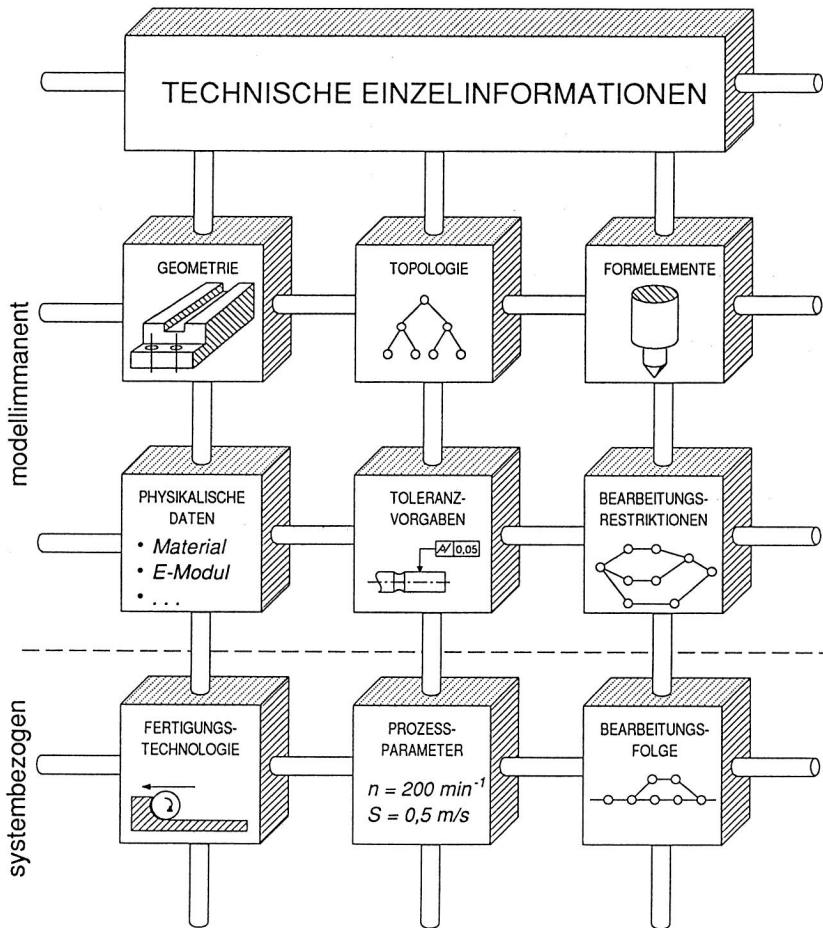 TECHNISCHE EINZELINFORMATIONEN
modellimmanent
GEOMETRIE
TOPOLOGIE
FORMELEMENTE
PHYSIKALISCHE
DATEN
• Material
• E-Modul
• . . .
TOLERANZ-
VORGABEN
0,05
BEARBEITUNGS-
RESTRIKTIONEN
systembezogen
FERTIGUNGS-
TECHNOLOGIE
PROZESS-
PARAMETER
n = 200 min⁻¹
S = 0,5 m/s
BEARBEITUNGS-
FOLGE